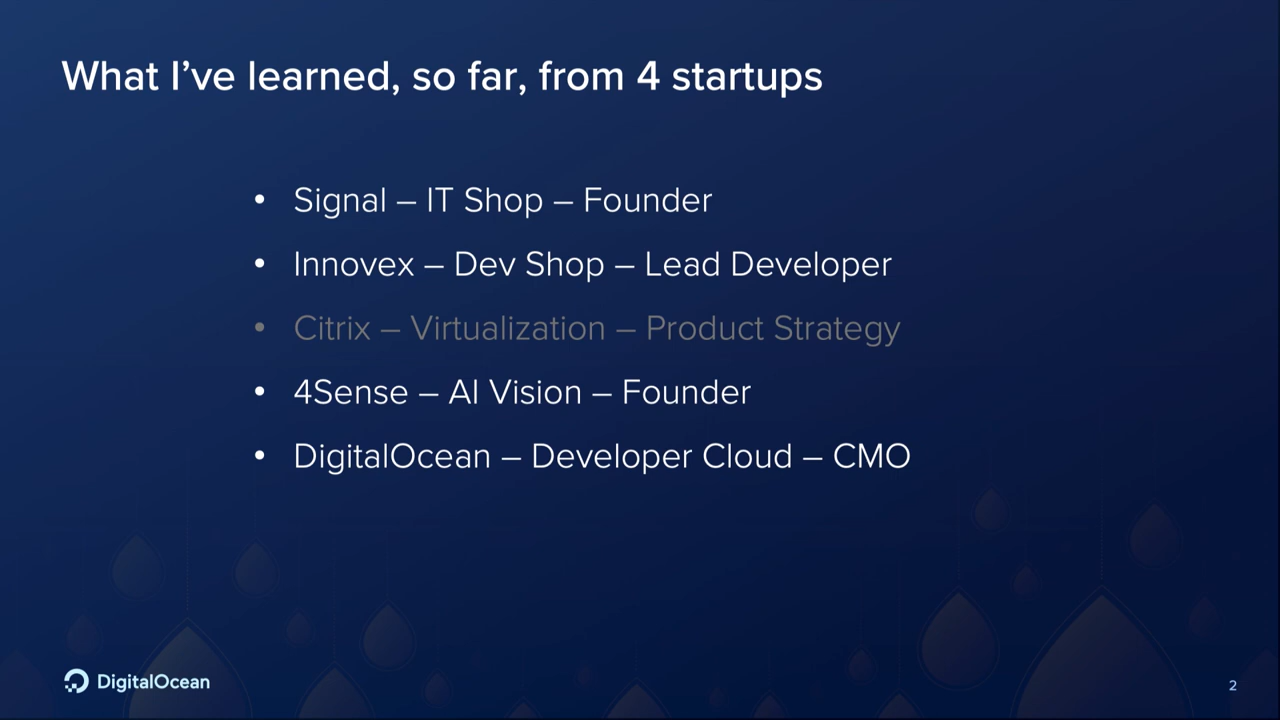 What I’ve learned, so far, from 4 startups
• Signal – IT Shop – Founder
• Innovex – Dev Shop – Lead Developer
• Citrix – Virtualization – Product Strategy
• 4Sense – AI Vision – Founder
• DigitalOcean – Developer Cloud – CMO
DigitalOcean
2